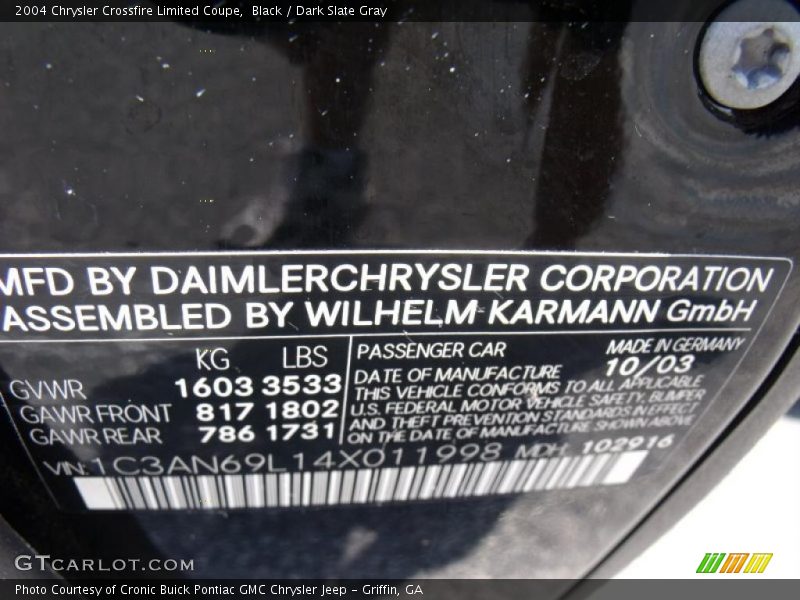 2004 Chrysler Crossfire Limited Coupe, Black / Dark Slate Gray
MFD BY DAIMLERCHRYSLER CORPORATION
ASSEMBLED BY WILHELM KARMANN GmbH
KG LBS
GVWR 1603 3533
GAWR FRONT 817 1802
GAWR REAR 786 1731
PASSENGER CAR MADE IN GERMANY
DATE OF MANUFACTURE 10/03
THIS VEHICLE CONFORMS TO ALL APPLICABLE
U.S. FEDERAL MOTOR VEHICLE SAFETY, BUMPER
AND THEFT PREVENTION STANDARDS IN EFFECT
ON THE DATE OF MANUFACTURE SHOWN ABOVE
VIN: 1C3AN69L14X011998 MDH 102916
GTCARLOT.COM
Photo Courtesy of Cronic Buick Pontiac GMC Chrysler Jeep - Griffin, GA